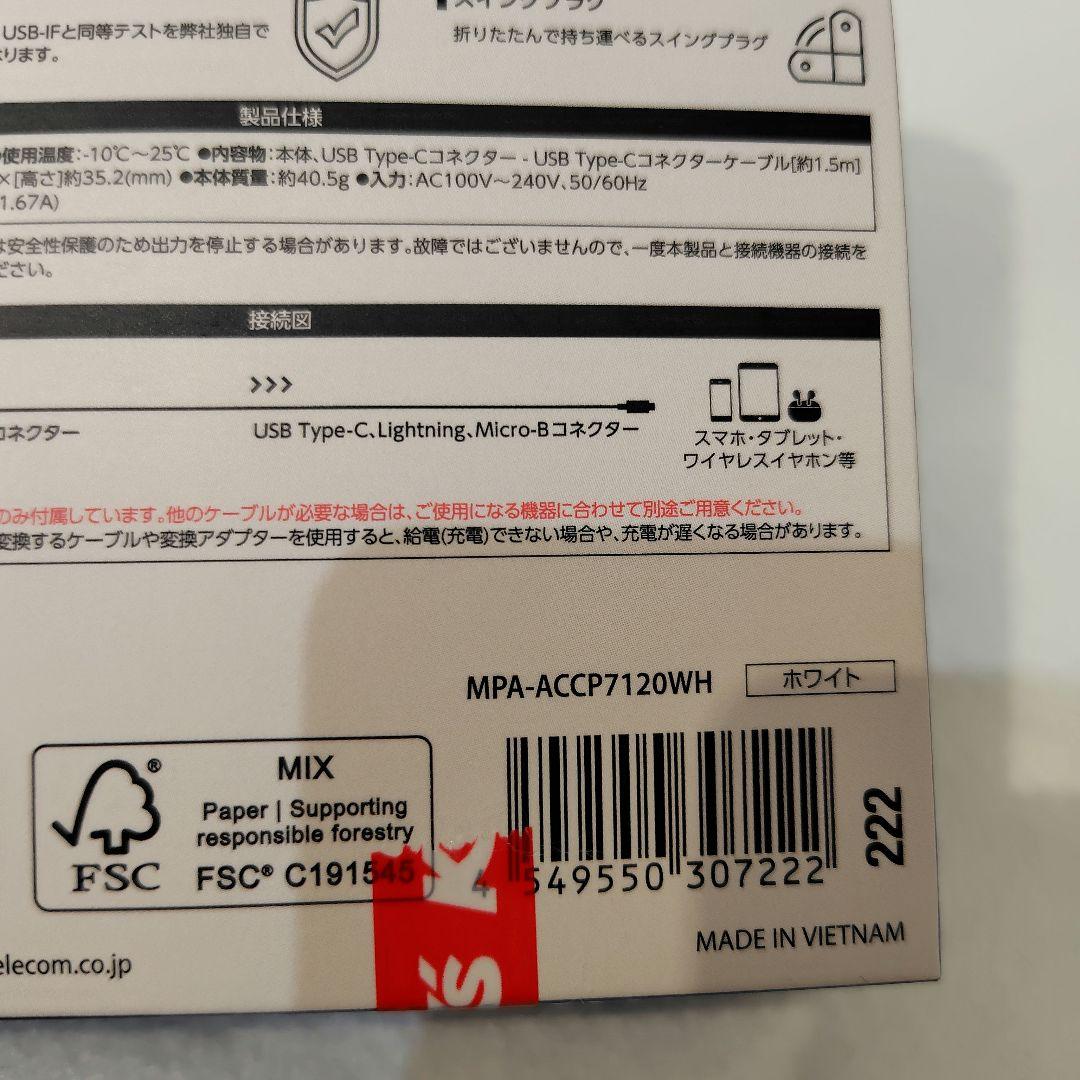 スイングプラグ
USB-IFと同等テストを弊社独自で
ります。
折りたたんで持ち運べるスイングプラグ
製品仕様
●使用温度:-10℃～25℃ ●内容物:本体、USB Type-Cコネクター - USB Type-Cコネクターケーブル[約1.5m]
×[高さ]約35.2(mm) ●本体質量:約40.5g ●入力:AC100V～240V、50/60Hz
1.67A)
は安全性保護のため出力を停止する場合があります。故障ではございませんので、一度本製品と接続機器の接続を
ださい。
接続図
>>>
コネクター
USB Type-C、Lightning、Micro-Bコネクター
スマホ・タブレット・
ワイヤレスイヤホン等
のみ付属しています。他のケーブルが必要な場合は、ご使用になる機器に合わせて別途ご用意ください。
変換するケーブルや変換アダプターを使用すると、給電(充電)できない場合や、充電が遅くなる場合があります。
MPA-ACCP7120WH
ホワイト
MIX
Paper | Supporting
responsible forestry
FSC
FSC® C191545
4 549550 307222
222
MADE IN VIETNAM
elecom.co.jp
's